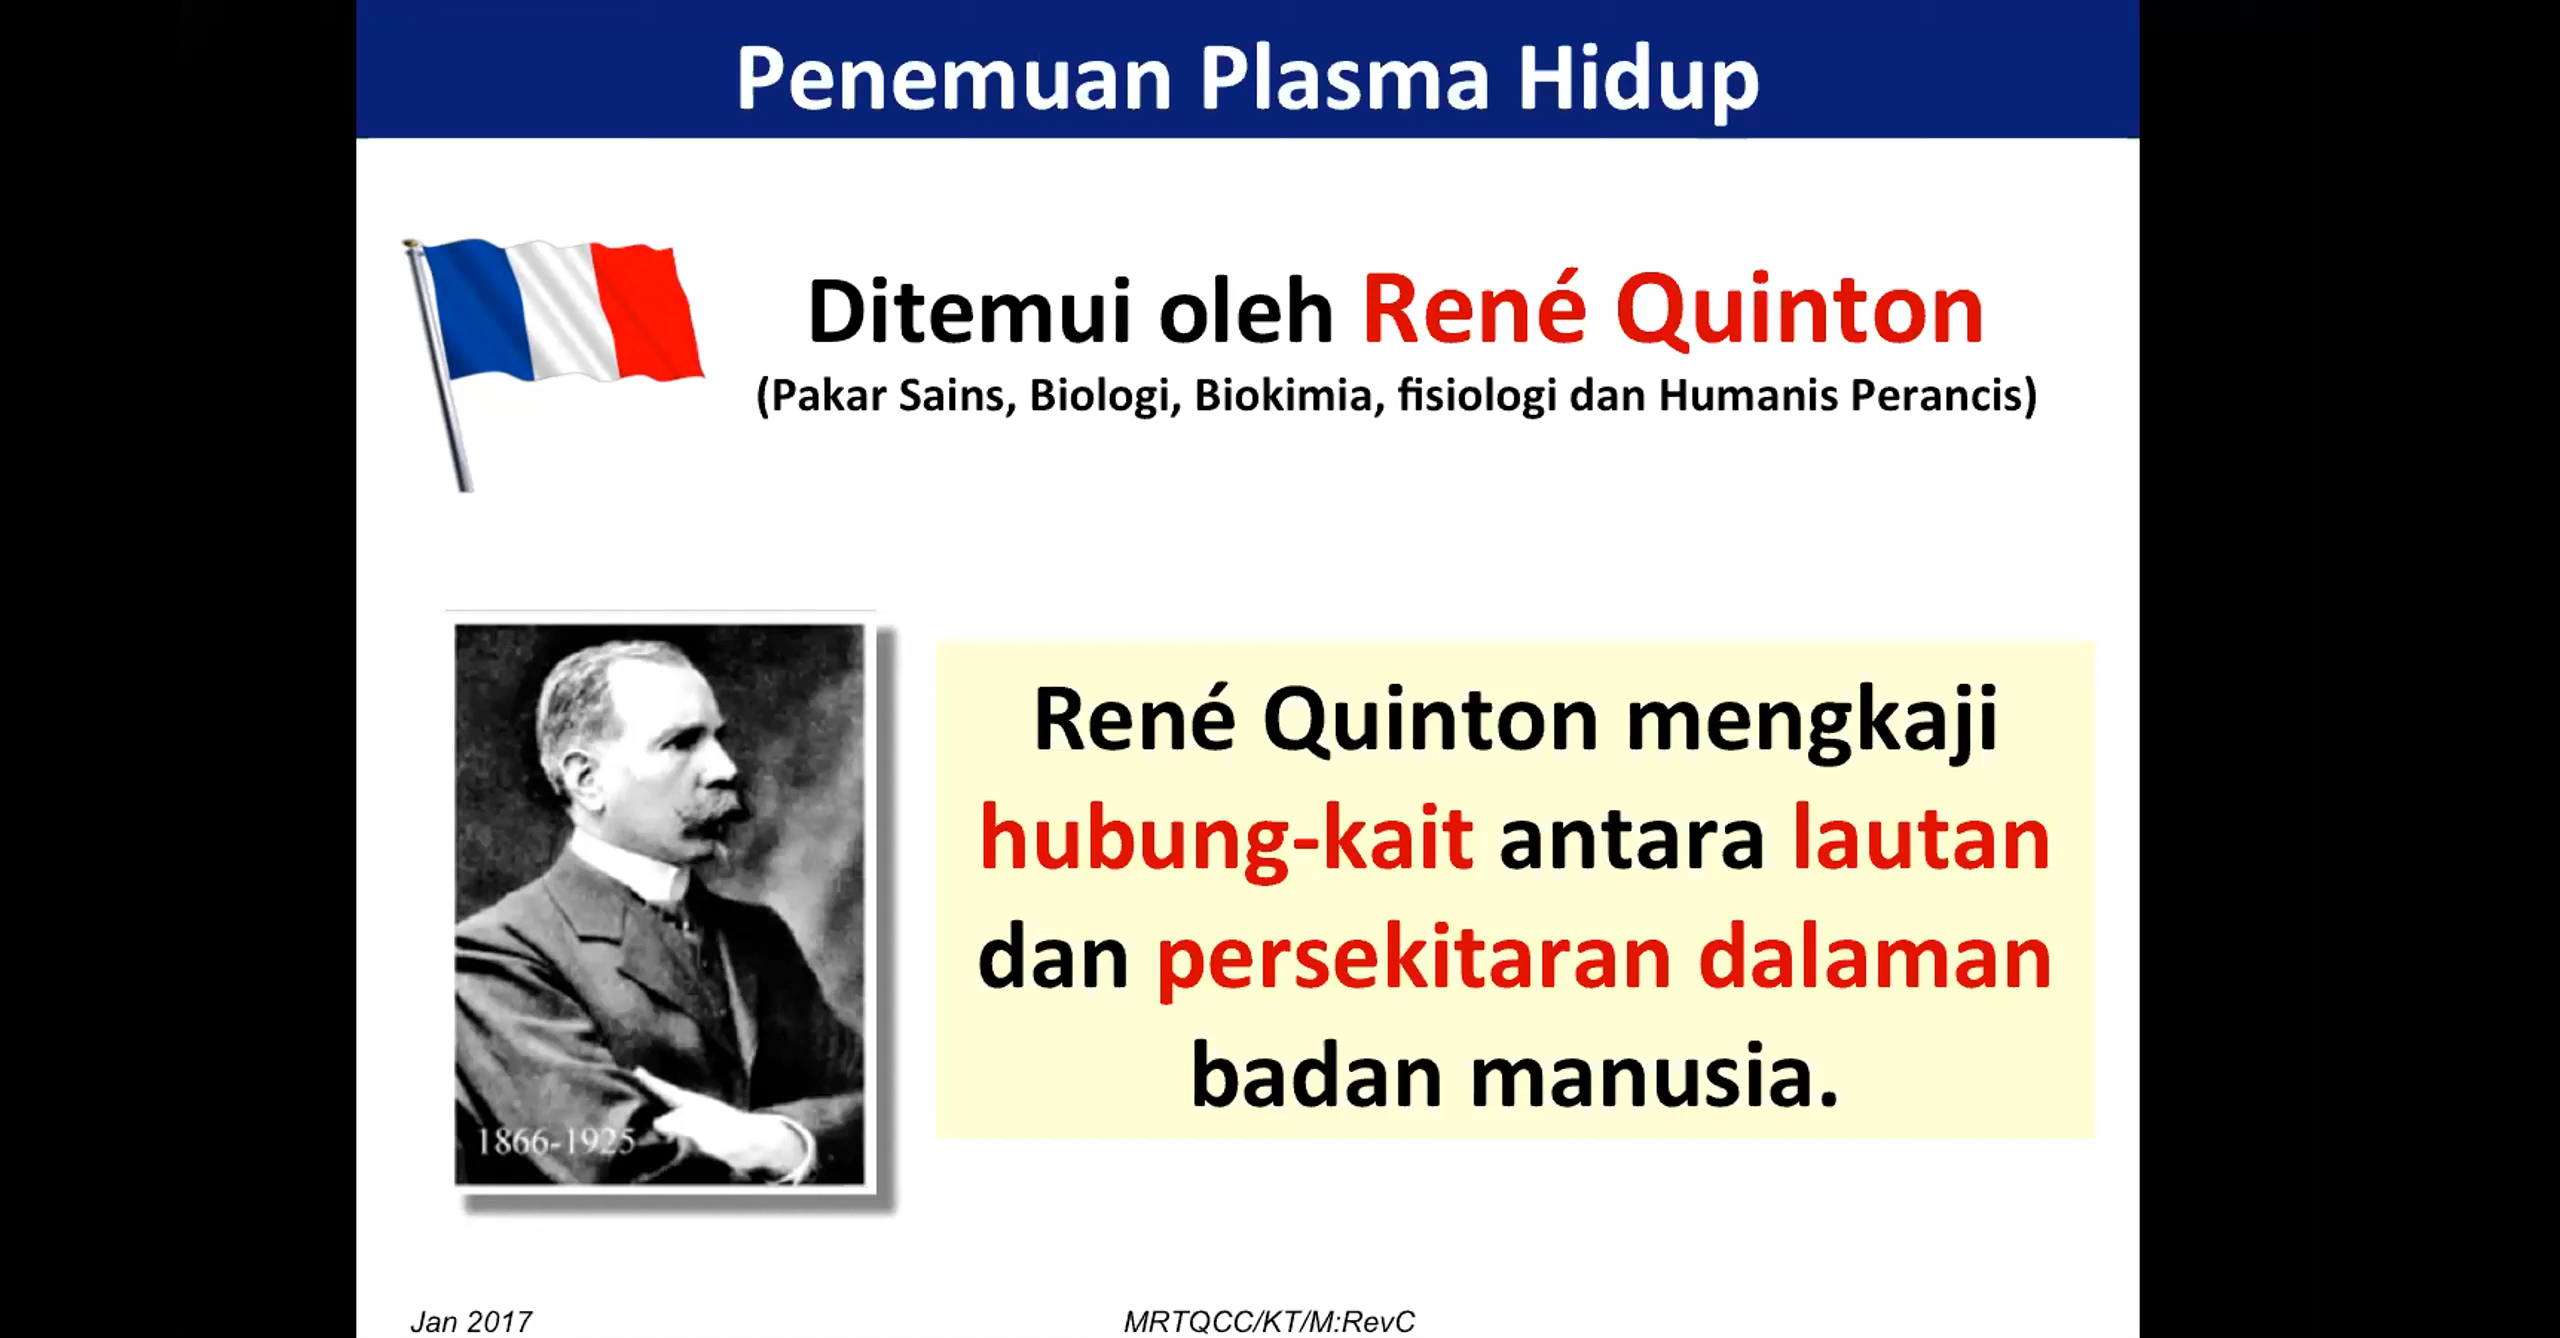 Penemuan Plasma Hidup
Ditemui oleh René Quinton
(Pakar Sains, Biologi, Biokimia, fisiologi dan Humanis Perancis)
René Quinton mengkaji
hubung-kait antara lautan
dan persekitaran dalaman
badan manusia.
1866-1925
Jan 2017
MRTQCC/KT/M:RevC